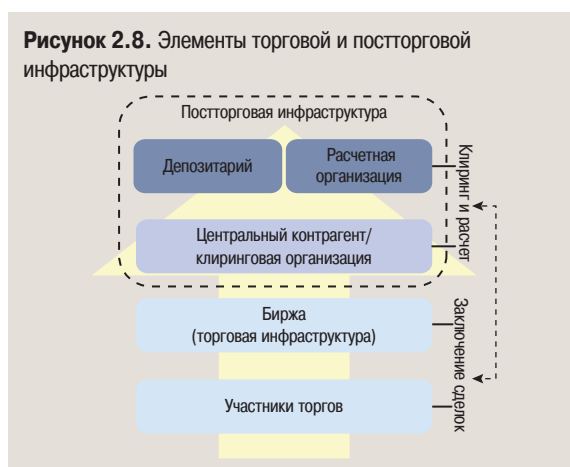 Рисунок 2.8. Элементы торговой и постторговой
инфраструктуры
Постторговая инфраструктура
Депозитарий
Расчетная
организация
Клиринг и расчет
Центральный контрагент/
клиринговая организация
Биржа
(торговая инфраструктура)
Заключение сделок
Участники торгов